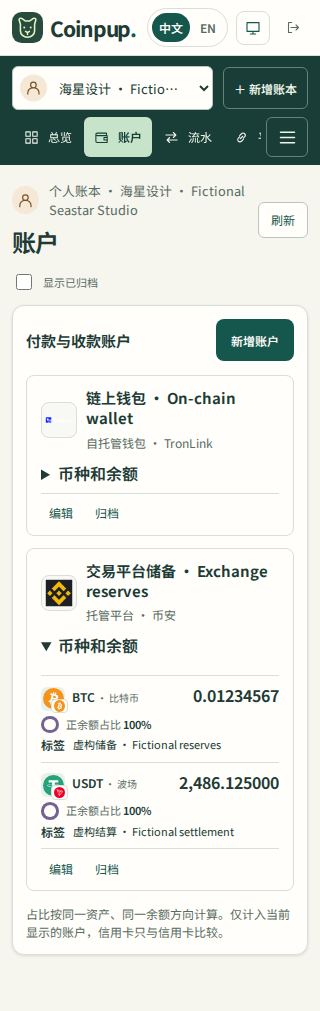 Coinpup.
中文
EN
海星设计 • Fictio···
+ 新增账本
总览
账户
流水
个人账本 • 海星设计 • Fictional
Seastar Studio
刷新
账户
显示已归档
付款与收款账户
新增账户
链上钱包 • On-chain
wallet
自托管钱包 • TronLink
币种和余额
编辑
归档
交易平台储备 • Exchange
reserves
托管平台 • 币安
币种和余额
BTC · 比特币
0.01234567
正余额占比 100%
标签 虚构储备 • Fictional reserves
USDT · 波场
2,486.125000
正余额占比 100%
标签 虚构结算 • Fictional settlement
编辑
归档
占比按同一资产、同一余额方向计算。仅计入当前
显示的账户，信用卡只与信用卡比较。